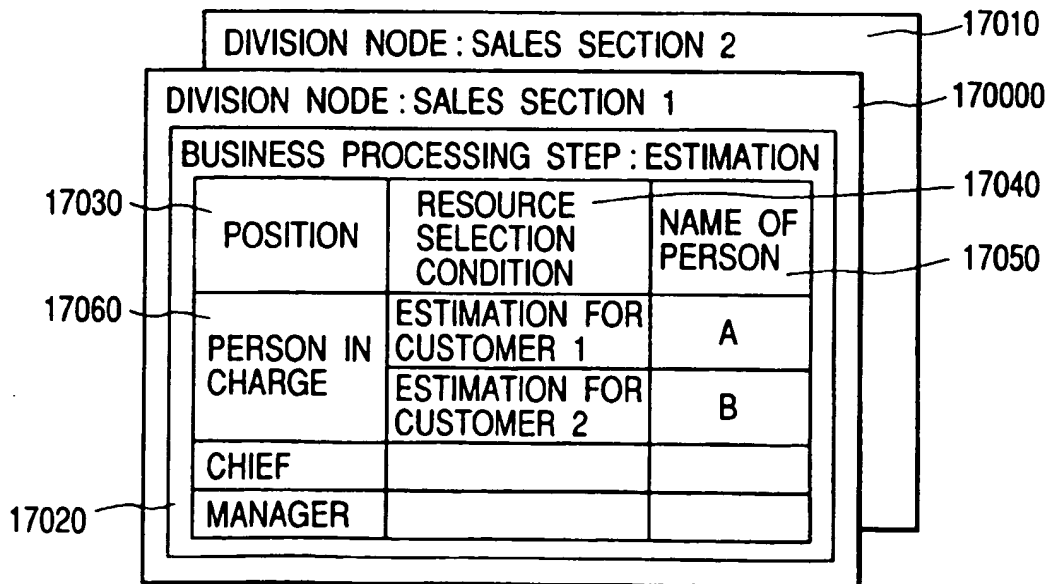 DIVISION NODE : SALES SECTION 2
17010
DIVISION NODE : SALES SECTION 1
170000
BUSINESS PROCESSING STEP : ESTIMATION
17030
POSITION
RESOURCE
SELECTION
CONDITION
17040
NAME OF
PERSON
17050
17060
PERSON IN
CHARGE
ESTIMATION FOR
CUSTOMER 1
A
ESTIMATION FOR
CUSTOMER 2
B
CHIEF
17020
MANAGER